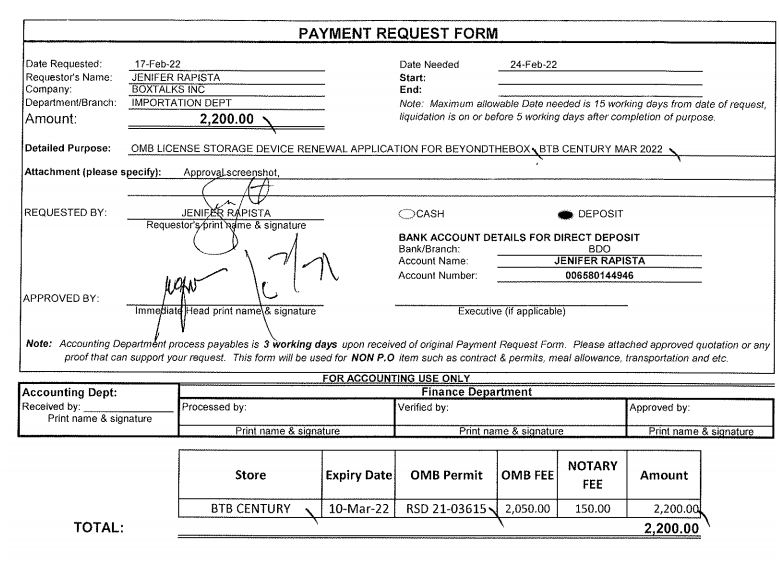 PAYMENT REQUEST FORM
Date Requested: 17-Feb-22 Date Needed 24-Feb-22
Requestor's Name: JENIFER RAPISTA Start:
Company: BOXTALKS INC End:
Department/Branch: IMPORTATION DEPT Note: Maximum allowable Date needed is 15 working days from date of request,
Amount: 2,200.00 liquidation is on or before 5 working days after completion of purpose.
Detailed Purpose: OMB LICENSE STORAGE DEVICE RENEWAL APPLICATION FOR BEYONDTHEBOX BTB CENTURY MAR 2022
Attachment (please specify): Approval screenshot,
REQUESTED BY: JENIFER RAPISTA CASH DEPOSIT
Requestor's print name & signature
BANK ACCOUNT DETAILS FOR DIRECT DEPOSIT
Bank/Branch: BDO
Account Name: JENIFER RAPISTA
Account Number: 006580144946
APPROVED BY:
Immediate Head print name & signature Executive (if applicable)
Note: Accounting Department process payables is 3 working days upon received of original Payment Request Form. Please attached approved quotation or any
proof that can support your request. This form will be used for NON P.O item such as contract & permits, meal allowance, transportation and etc.
FOR ACCOUNTING USE ONLY
Accounting Dept: Finance Department
Received by: Processed by: Verified by: Approved by:
Print name & signature
Print name & signature Print name & signature Print name & signature
Store Expiry Date OMB Permit OMB FEE NOTARY FEE Amount
BTB CENTURY 10-Mar-22 RSD 21-03615 2,050.00 150.00 2,200.00
TOTAL: 2,200.00